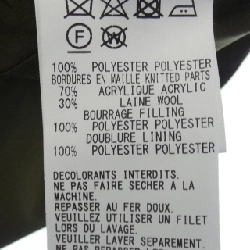 F W
100% POLYESTER POLYESTER
BORDURES EN MAILLE KNITTED PARTS
70% ACRYLIQUE ACRYLIC
30% LAINE WOOL
BOURRAGE FILLING
100% POLYESTER POLYESTER
DOUBLURE LINING
100% POLYESTER POLYESTER
DECOLORANTS INTERDITS.
NE PAS FAIRE SECHER A LA
MACHINE.
REPASSER AU FER DOUX.
VEUILLEZ UTILISER UN FILET
LORS DU LAVAGE.
VEUILLEZ SUIVRE CES